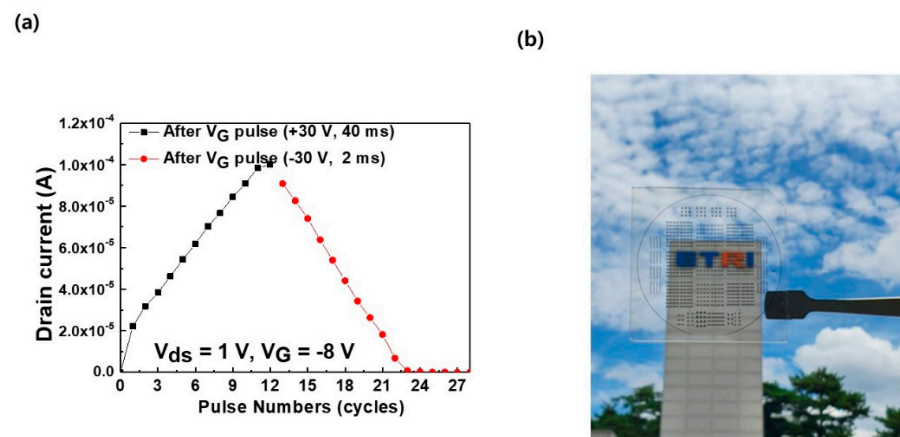 (a)
(b)
After VG pulse (+30 V, 40 ms)
After VG pulse (-30 V, 2 ms)
1.2x10⁻⁴
1.0x10⁻⁴
8.0x10⁻⁵
6.0x10⁻⁵
4.0x10⁻⁵
2.0x10⁻⁵
0.0
Drain current (A)
Vds = 1 V, VG = -8 V
0 3 6 9 12 15 18 21 24 27
Pulse Numbers (cycles)
ETRI